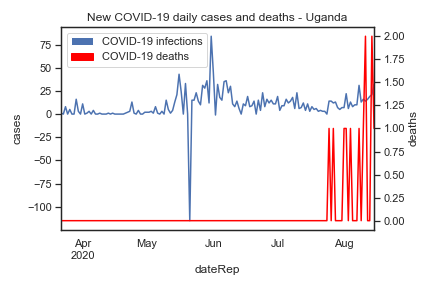 New COVID-19 daily cases and deaths - Uganda
COVID-19 infections
COVID-19 deaths
75
50
25
0
−25
−50
−75
−100
cases
2.00
1.75
1.50
1.25
1.00
0.75
0.50
0.25
0.00
deaths
Apr
2020
May
Jun
Jul
Aug
dateRep